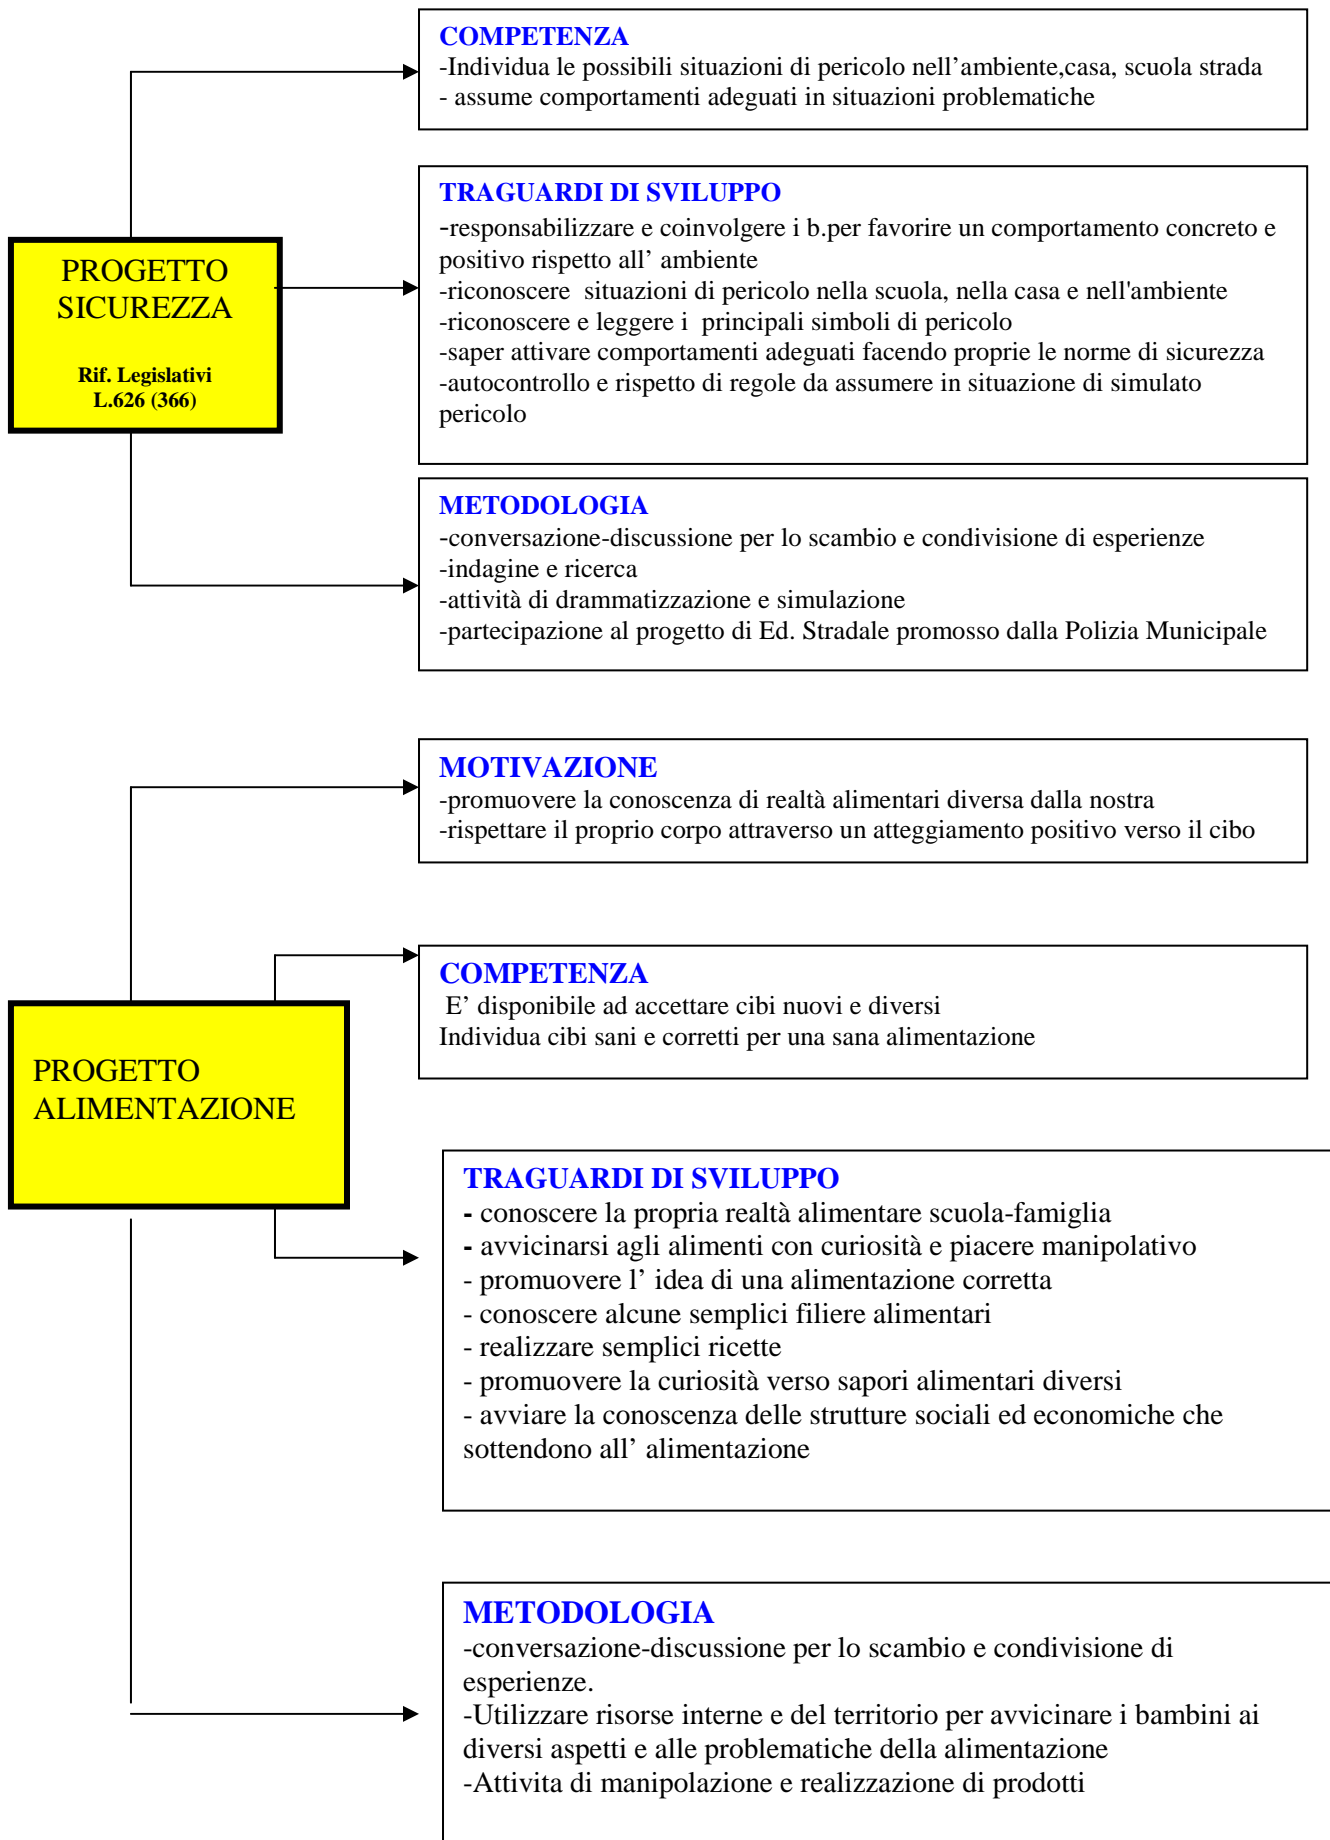 COMPETENZA
-Individua le possibili situazioni di pericolo nell’ambiente,casa, scuola strada
- assume comportamenti adeguati in situazioni problematiche
PROGETTO
SICUREZZA
Rif. Legislativi
L.626 (366)
TRAGUARDI DI SVILUPPO
-responsabilizzare e coinvolgere i b.per favorire un comportamento concreto e
positivo rispetto all’ ambiente
-riconoscere situazioni di pericolo nella scuola, nella casa e nell'ambiente
-riconoscere e leggere i principali simboli di pericolo
-saper attivare comportamenti adeguati facendo proprie le norme di sicurezza
-autocontrollo e rispetto di regole da assumere in situazione di simulato
pericolo
METODOLOGIA
-conversazione-discussione per lo scambio e condivisione di esperienze
-indagine e ricerca
-attività di drammatizzazione e simulazione
-partecipazione al progetto di Ed. Stradale promosso dalla Polizia Municipale
MOTIVAZIONE
-promuovere la conoscenza di realtà alimentari diversa dalla nostra
-rispettare il proprio corpo attraverso un atteggiamento positivo verso il cibo
COMPETENZA
E’ disponibile ad accettare cibi nuovi e diversi
Individua cibi sani e corretti per una sana alimentazione
PROGETTO
ALIMENTAZIONE
TRAGUARDI DI SVILUPPO
- conoscere la propria realtà alimentare scuola-famiglia
- avvicinarsi agli alimenti con curiosità e piacere manipolativo
- promuovere l’ idea di una alimentazione corretta
- conoscere alcune semplici filiere alimentari
- realizzare semplici ricette
- promuovere la curiosità verso sapori alimentari diversi
- avviare la conoscenza delle strutture sociali ed economiche che
sottendono all’ alimentazione
METODOLOGIA
-conversazione-discussione per lo scambio e condivisione di
esperienze.
-Utilizzare risorse interne e del territorio per avvicinare i bambini ai
diversi aspetti e alle problematiche della alimentazione
-Attivita di manipolazione e realizzazione di prodotti